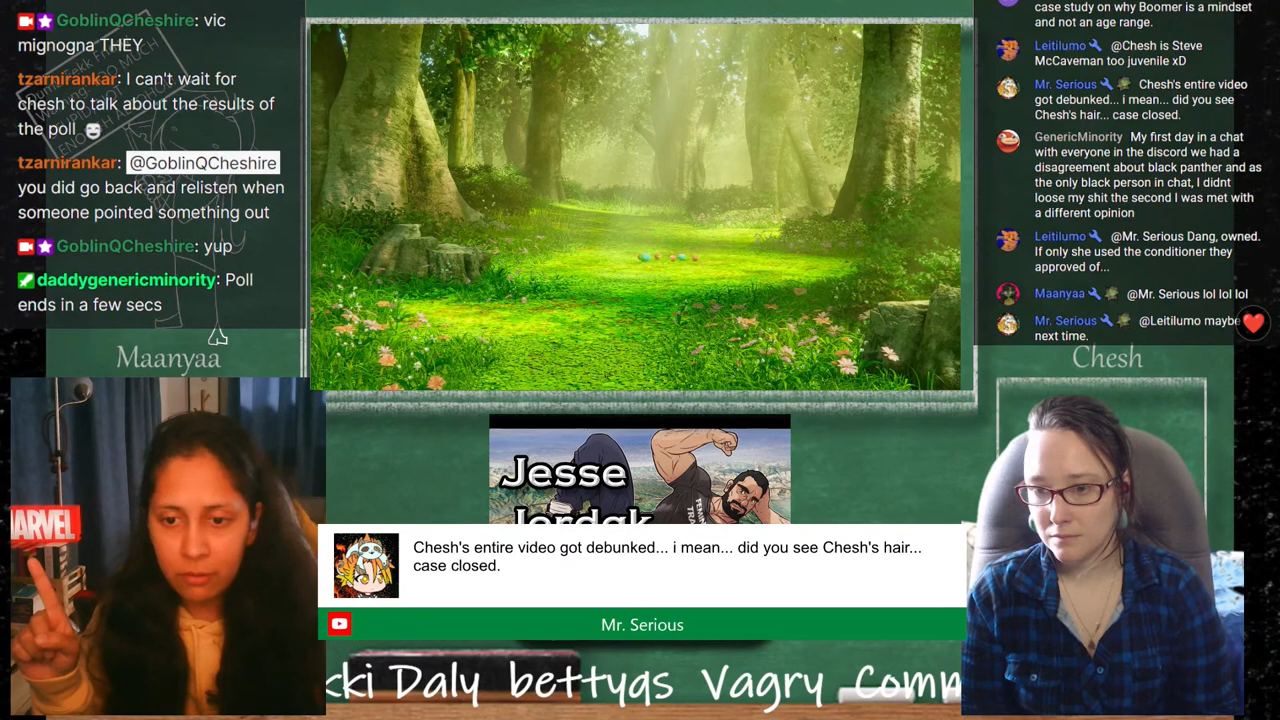 GoblinQCheshire: vic
mignogna THEY
tzarnirankar: I can't wait for
chesh to talk about the results of
the poll
tzarnirankar: @GoblinQCheshire
you did go back and relisten when
someone pointed something out
GoblinQCheshire: yup
daddygenericminority: Poll
ends in a few secs
Maanyaa
MARVEL
Jesse
Chesh's entire video got debunked... i mean... did you see Chesh's hair...
case closed.
Mr. Serious
kki Daly bettyqs Vagry Comm
case study on why Boomer is a mindset
and not an age range.
Leitilumo @Chesh is Steve
McCaveman too juvenile xD
Mr. Serious Chesh's entire video
got debunked... i mean... did you see
Chesh's hair... case closed.
GenericMinority My first day in a chat
with everyone in the discord we had a
disagreement about black panther and as
the only black person in chat, I didnt
loose my shit the second I was met with
a different opinion
Leitilumo @Mr. Serious Dang, owned.
If only she used the conditioner they
approved of...
Maanyaa @Mr. Serious lol lol lol
Mr. Serious @Leitilumo maybe
next time.
Chesh